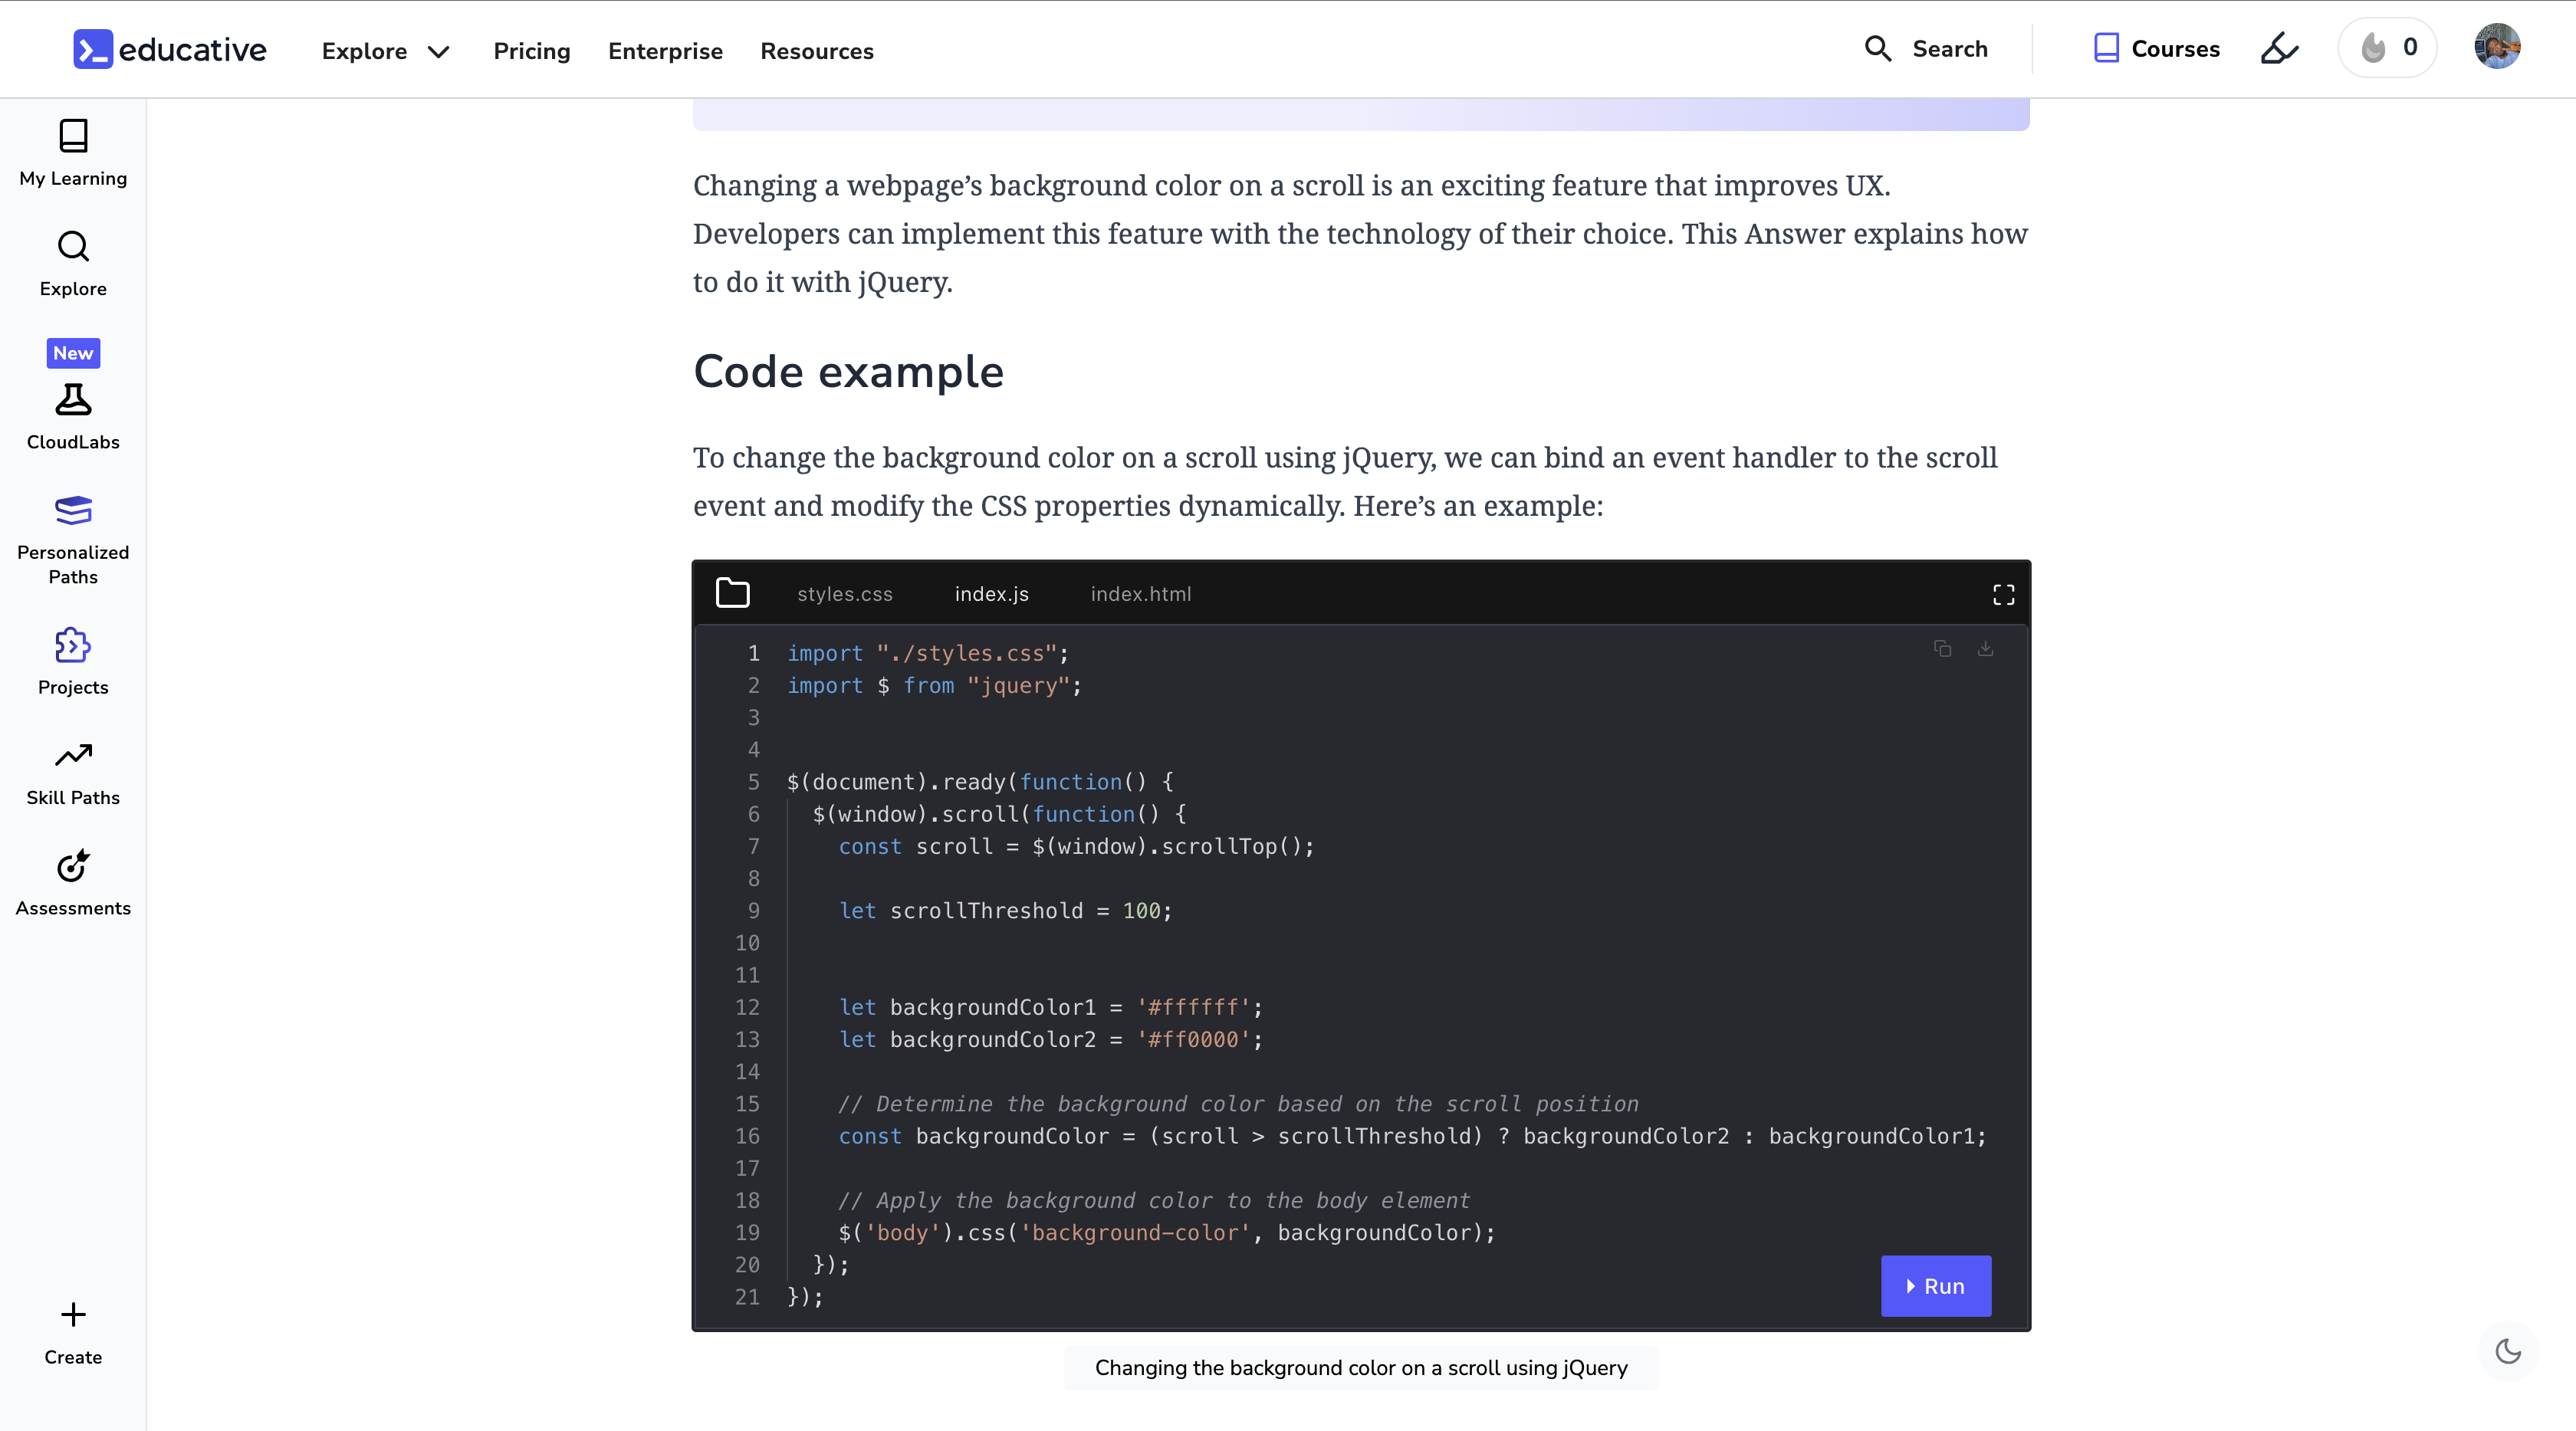 educative
Explore
Pricing
Enterprise
Resources
Search
Courses
0
My Learning
Explore
New
CloudLabs
Personalized
Paths
Projects
Skill Paths
Assessments
Create
Changing a webpage’s background color on a scroll is an exciting feature that improves UX.
Developers can implement this feature with the technology of their choice. This Answer explains how
to do it with jQuery.
Code example
To change the background color on a scroll using jQuery, we can bind an event handler to the scroll
event and modify the CSS properties dynamically. Here’s an example:
styles.css index.js index.html
1 import "./styles.css";
2 import $ from "jquery";
3
4
5 $(document).ready(function() {
6   $(window).scroll(function() {
7     const scroll = $(window).scrollTop();
8
9     let scrollThreshold = 100;
10
11
12     let backgroundColor1 = '#ffffff';
13     let backgroundColor2 = '#ff0000';
14
15     // Determine the background color based on the scroll position
16     const backgroundColor = (scroll > scrollThreshold) ? backgroundColor2 : backgroundColor1;
17
18     // Apply the background color to the body element
19     $('body').css('background-color', backgroundColor);
20   });
21 });
Run
Changing the background color on a scroll using jQuery